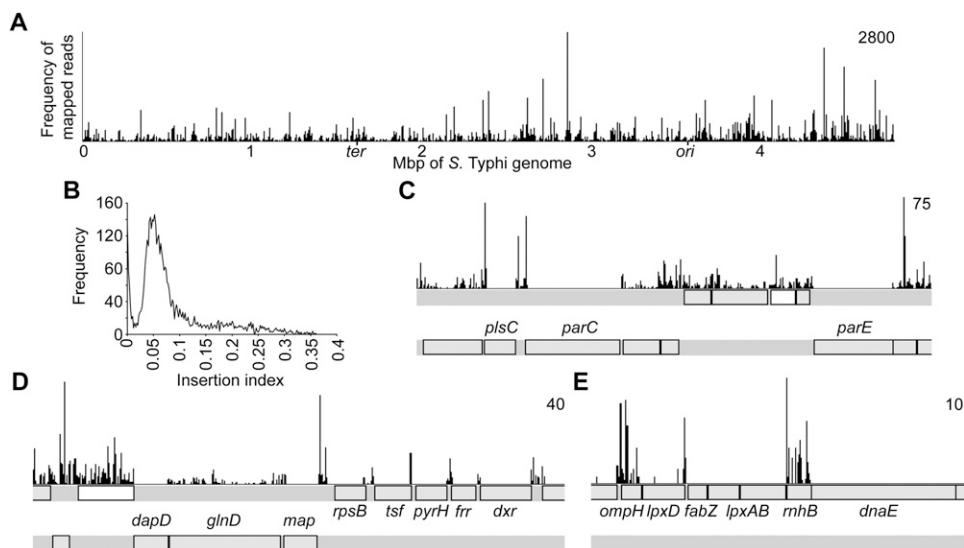 A
Frequency of
mapped reads
2800
0 1 ter 2 3 ori 4
Mbp of S. Typhi genome
B
Frequency
160
120
60
40
0
0 0.05 0.1 0.15 0.2 0.25 0.3 0.35 0.4
Insertion index
C
75
plsC parC parE
D
40
rpsB tsf pyrH frr dxr
dapD glnD map
E
10
ompH lpxD fabZ lpxAB rnhB dnaE